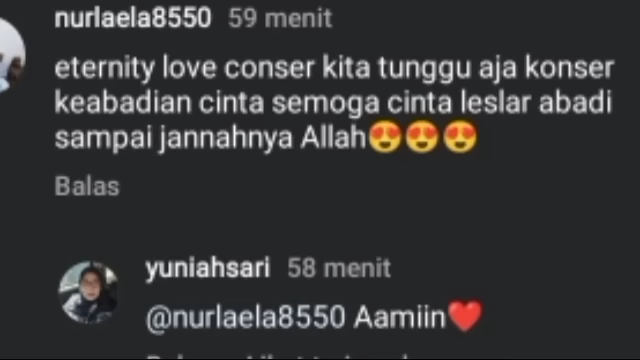 nurlaela8550 59 menit
eternity love conser kita tunggu aja konser
keabadian cinta semoga cinta leslar abadi
sampai jannahnya Allah😍😍😍
Balas
yuniahsari 58 menit
@nurlaela8550 Aamiin❤️